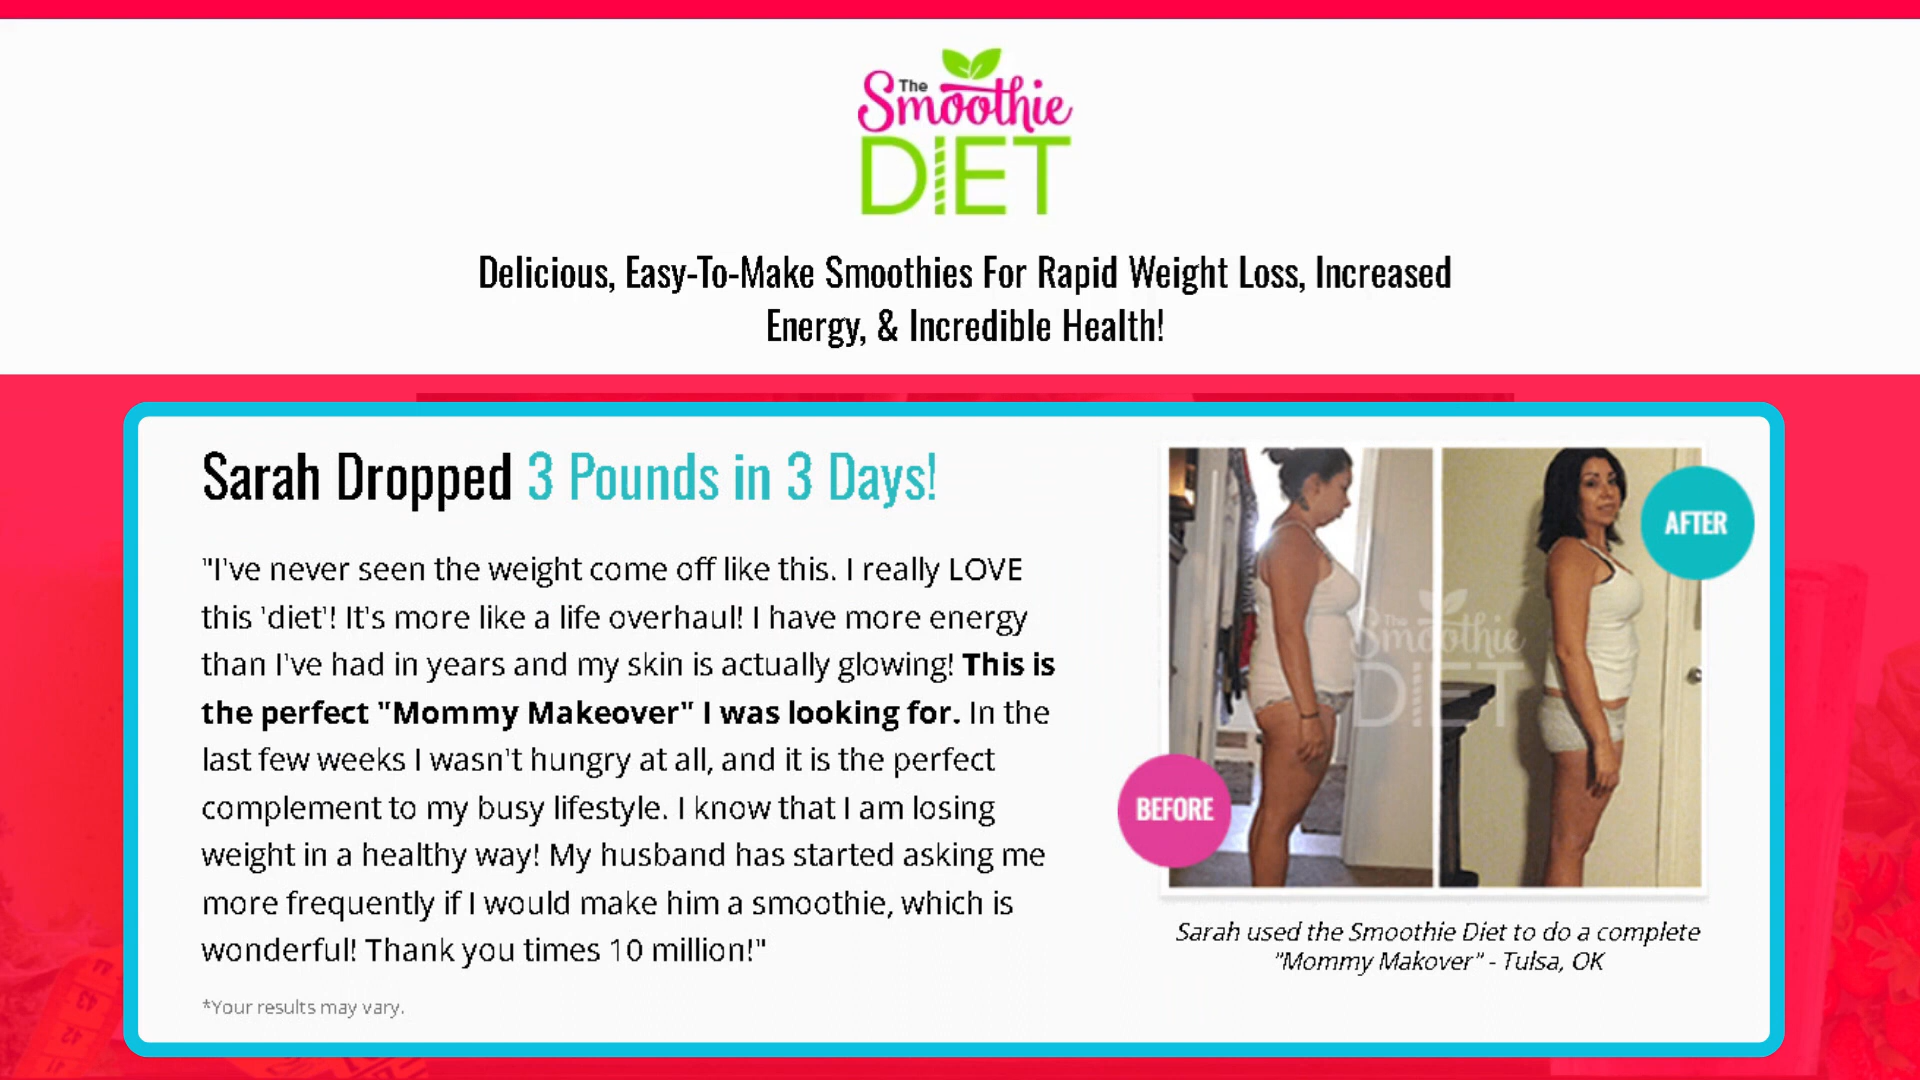 The
Smoothie
DIET
Delicious, Easy-To-Make Smoothies For Rapid Weight Loss, Increased
Energy, & Incredible Health!
Sarah Dropped 3 Pounds in 3 Days!
"I've never seen the weight come off like this. I really LOVE
this 'diet'! It's more like a life overhaul! I have more energy
than I've had in years and my skin is actually glowing! This is
the perfect "Mommy Makeover" I was looking for. In the
last few weeks I wasn't hungry at all, and it is the perfect
complement to my busy lifestyle. I know that I am losing
weight in a healthy way! My husband has started asking me
more frequently if I would make him a smoothie, which is
wonderful! Thank you times 10 million!"
*Your results may vary.
AFTER
The
Smoothie
DIET
BEFORE
Sarah used the Smoothie Diet to do a complete
"Mommy Makover" - Tulsa, OK
43
42